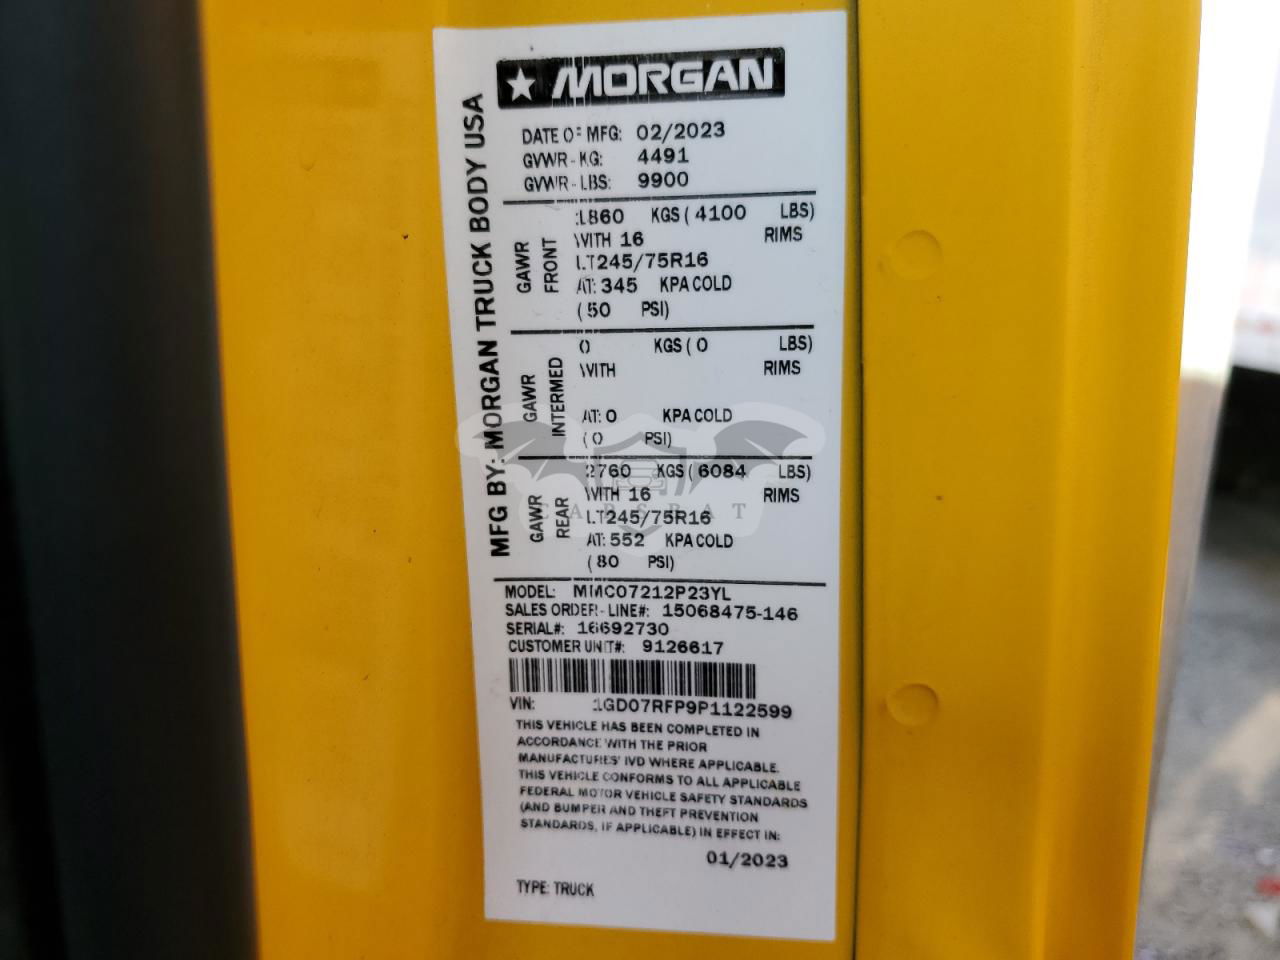 MORGAN
MFG BY: MORGAN TRUCK BODY USA
DATE OF MFG: 02/2023
GVWR-KG: 4491
GVWR-LBS: 9900
GAWR FRONT
1860 KGS ( 4100 LBS)
WITH 16 RIMS
LT245/75R16
AT: 345 KPA COLD
( 50 PSI)
GAWR INTERMED
0 KGS ( 0 LBS)
WITH RIMS
AT: 0 KPA COLD
( 0 PSI)
GAWR REAR
2760 KGS ( 6084 LBS)
WITH 16 RIMS
LT245/75R16
CARSBAT
AT: 552 KPA COLD
( 80 PSI)
MODEL: MMC07212P23YL
SALES ORDER-LINE#: 15068475-146
SERIAL#: 16692730
CUSTOMER UNIT#: 9126617
VIN: 1GD07RFP9P1122599
THIS VEHICLE HAS BEEN COMPLETED IN
ACCORDANCE WITH THE PRIOR
MANUFACTURES' IVD WHERE APPLICABLE.
THIS VEHICLE CONFORMS TO ALL APPLICABLE
FEDERAL MOTOR VEHICLE SAFETY STANDARDS
(AND BUMPER AND THEFT PREVENTION
STANDARDS, IF APPLICABLE) IN EFFECT IN:
01/2023
TYPE: TRUCK